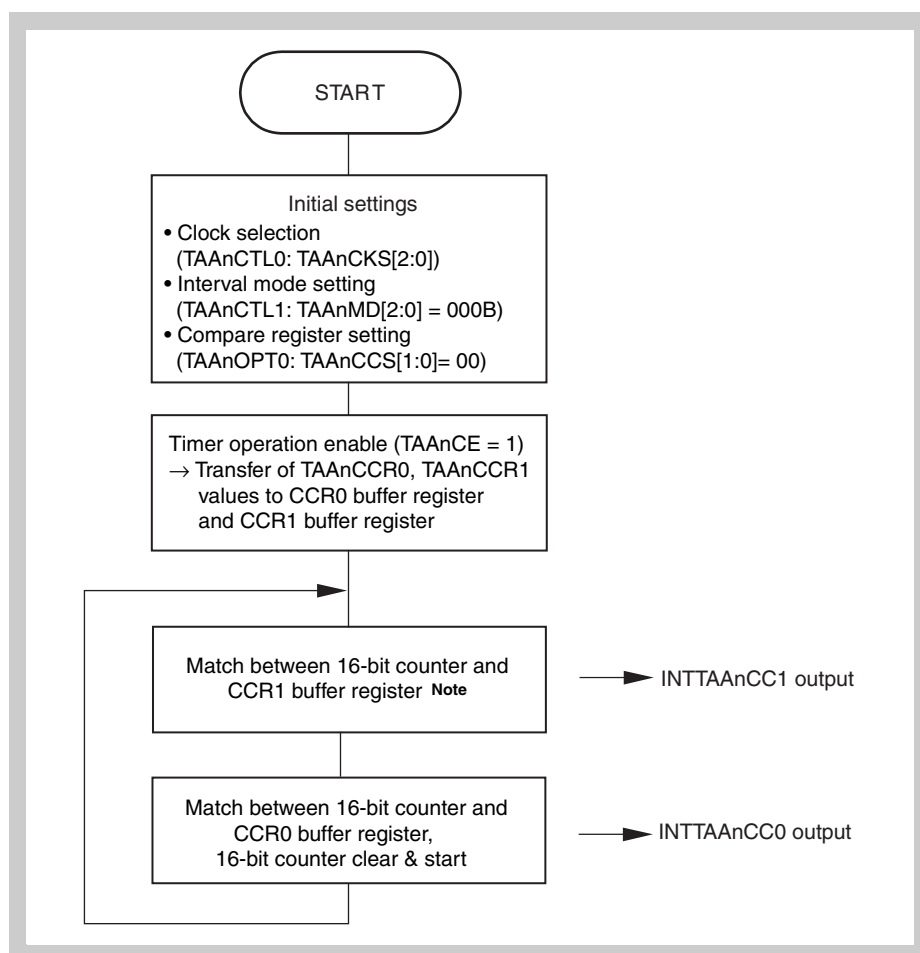 START
Initial settings
• Clock selection
(TAAnCTL0: TAAnCKS[2:0])
• Interval mode setting
(TAAnCTL1: TAAnMD[2:0] = 000B)
• Compare register setting
(TAAnOPT0: TAAnCCS[1:0]= 00)
Timer operation enable (TAAnCE = 1)
→ Transfer of TAAnCCR0, TAAnCCR1
values to CCR0 buffer register
and CCR1 buffer register
Match between 16-bit counter and
CCR1 buffer register Note
INTTAAnCC1 output
Match between 16-bit counter and
CCR0 buffer register,
16-bit counter clear & start
INTTAAnCC0 output